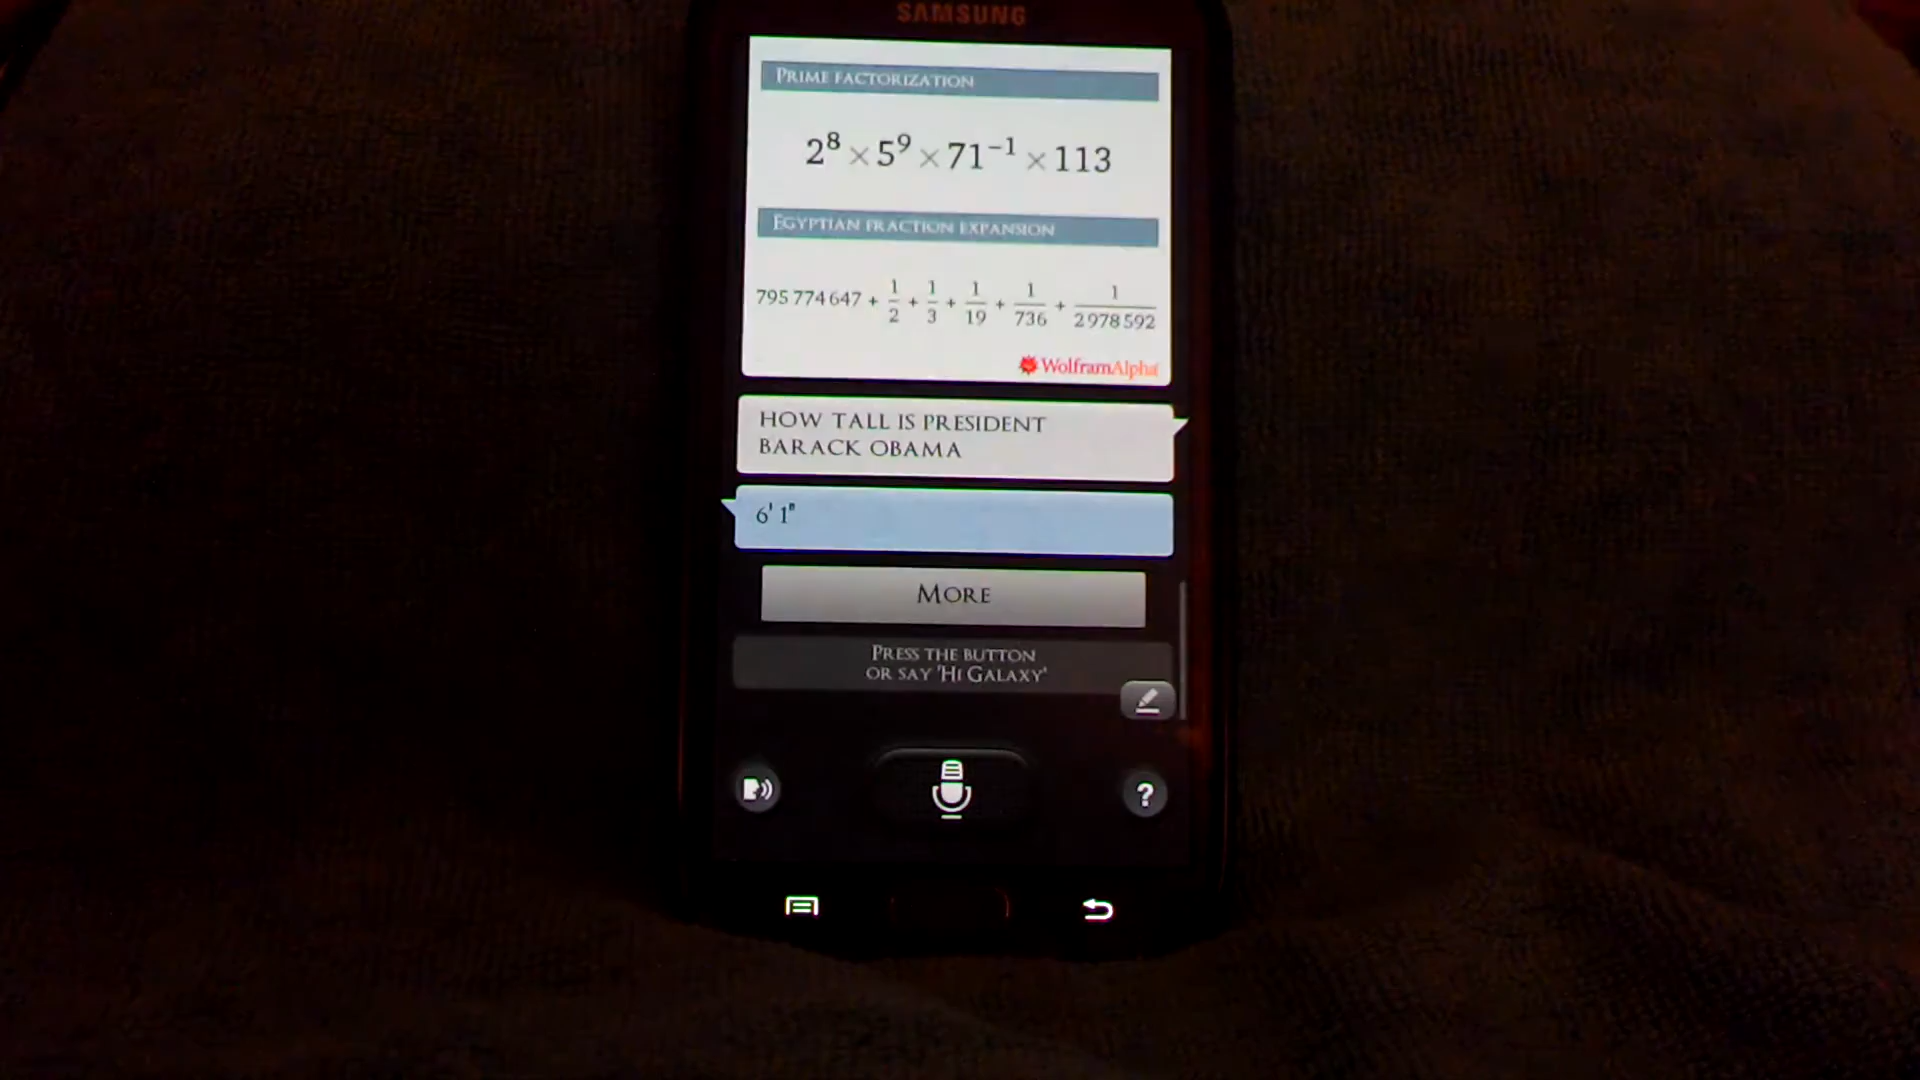 SAMSUNG
PRIME FACTORIZATION
2⁸ × 5⁹ × 71⁻¹ × 113
EGYPTIAN FRACTION EXPANSION
795 774 647 + 1/2 + 1/3 + 1/19 + 1/736 + 1/2 978 592
WolframAlpha
HOW TALL IS PRESIDENT
BARACK OBAMA
6' 1"
MORE
PRESS THE BUTTON
OR SAY 'HI GALAXY'
?